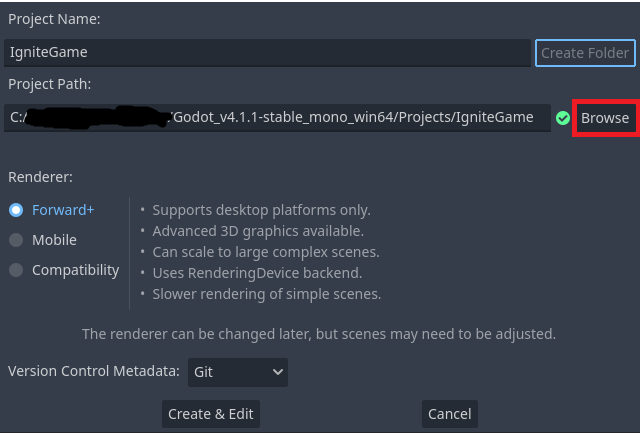 Project Name:
IgniteGame
Create Folder
Project Path:
C:/ /Godot_v4.1.1-stable_mono_win64/Projects/IgniteGame
Browse
Renderer:
Forward+
Mobile
Compatibility
• Supports desktop platforms only.
• Advanced 3D graphics available.
• Can scale to large complex scenes.
• Uses RenderingDevice backend.
• Slower rendering of simple scenes.
The renderer can be changed later, but scenes may need to be adjusted.
Version Control Metadata:
Git
Create & Edit
Cancel